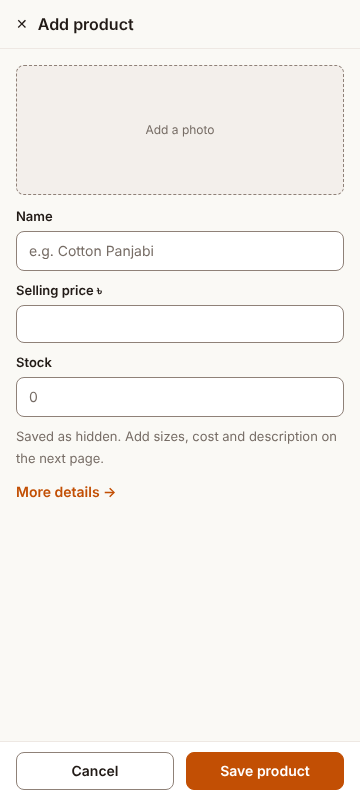 ✕ Add product
Add a photo
Name
e.g. Cotton Panjabi
Selling price ৳
Stock
0
Saved as hidden. Add sizes, cost and description on
the next page.
More details →
Cancel
Save product